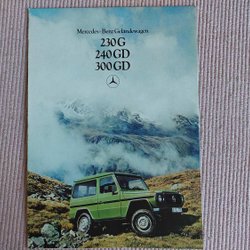 Mercedes-Benz Geländewagen
230 G
240 GD
300 GD